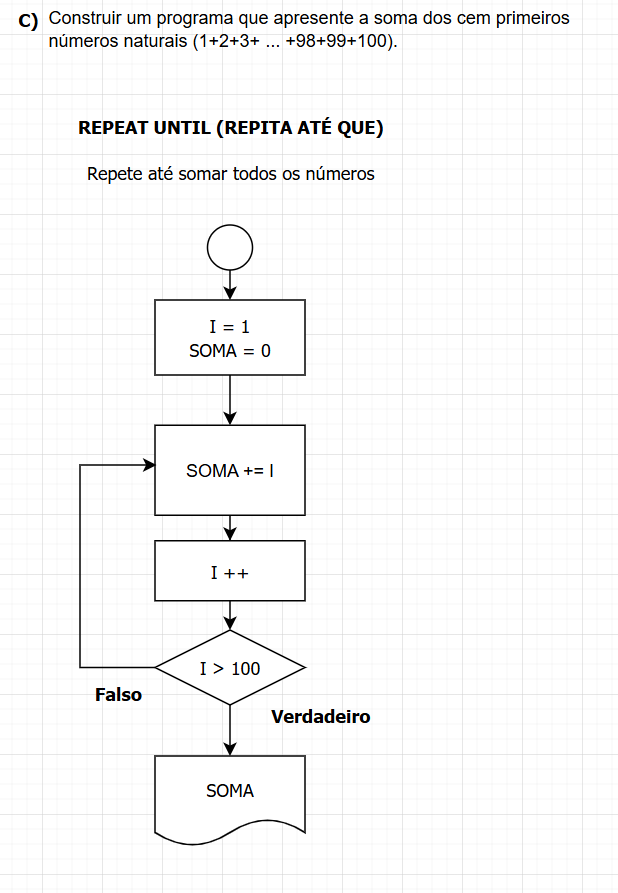 C) Construir um programa que apresente a soma dos cem primeiros
números naturais (1+2+3+ ... +98+99+100).
REPEAT UNTIL (REPITA ATÉ QUE)
Repete até somar todos os números
I = 1
SOMA = 0
SOMA += I
I ++
I > 100
Falso
Verdadeiro
SOMA